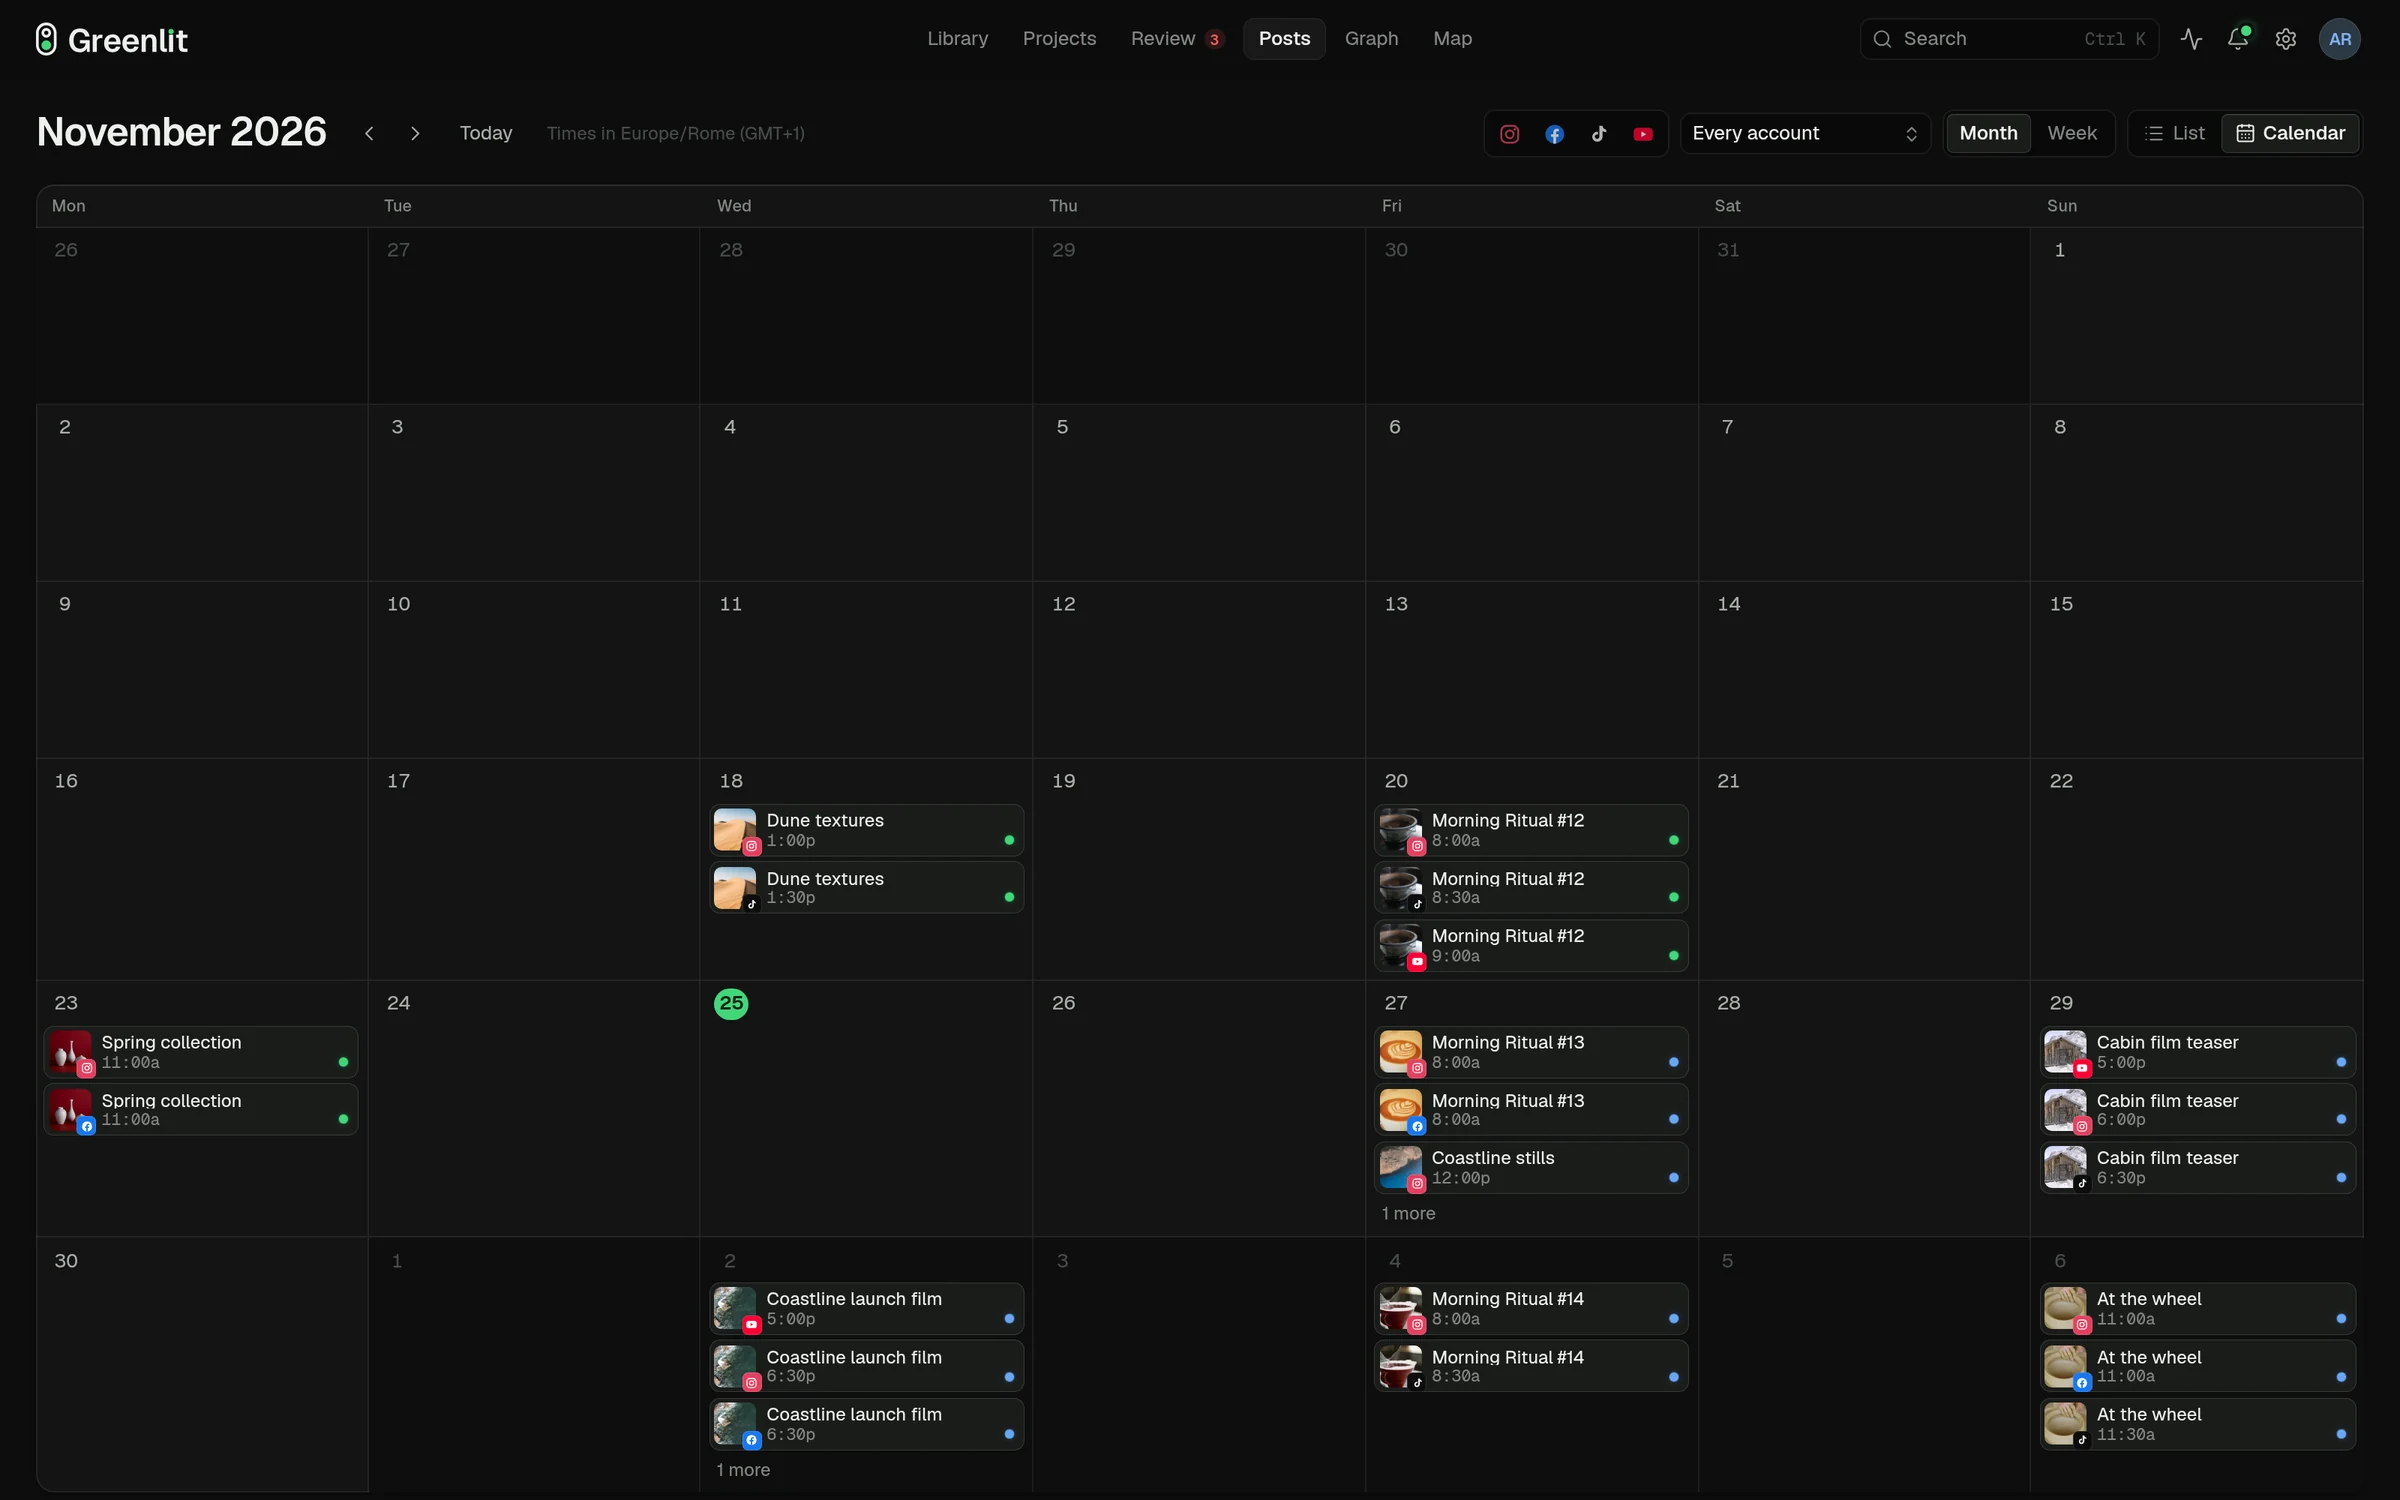 Greenlit
Library Projects Review 3 Posts Graph Map
Search Ctrl K
AR
November 2026
Today
Times in Europe/Rome (GMT+1)
Every account
Month Week
List Calendar
Mon Tue Wed Thu Fri Sat Sun
26 27 28 29 30 31 1
2 3 4 5 6 7 8
9 10 11 12 13 14 15
16 17 18 19 20 21 22
Dune textures
1:00p
Dune textures
1:30p
Morning Ritual #12
8:00a
Morning Ritual #12
8:30a
Morning Ritual #12
9:00a
23 24 25 26 27 28 29
Spring collection
11:00a
Spring collection
11:00a
Morning Ritual #13
8:00a
Morning Ritual #13
8:00a
Coastline stills
12:00p
1 more
Cabin film teaser
5:00p
Cabin film teaser
6:00p
Cabin film teaser
6:30p
30 1 2 3 4 5 6
Coastline launch film
5:00p
Coastline launch film
6:30p
Coastline launch film
6:30p
1 more
Morning Ritual #14
8:00a
Morning Ritual #14
8:30a
At the wheel
11:00a
At the wheel
11:00a
At the wheel
11:30a